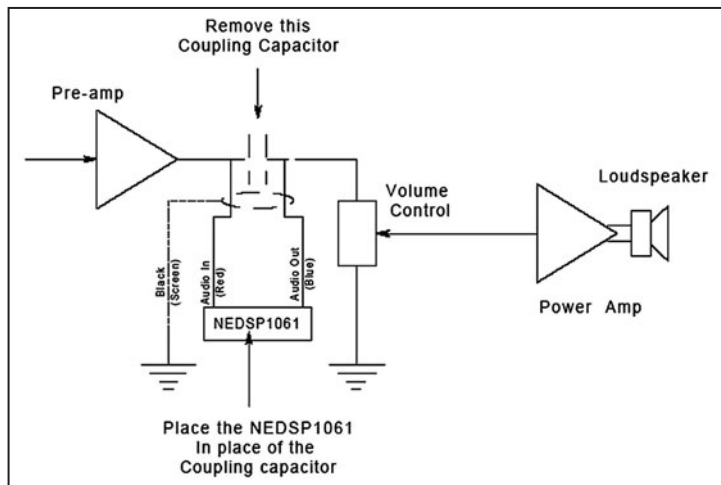 Remove this
Coupling Capacitor
Pre-amp
Loudspeaker
Volume
Control
Black
(Screen)
Audio In
(Red)
Audio Out
(Blue)
NEDSP1061
Power Amp
Place the NEDSP1061
In place of the
Coupling capacitor